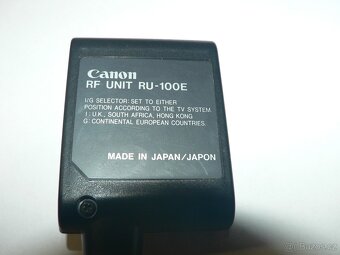 Canon
RF UNIT RU-100E
I/G SELECTOR: SET TO EITHER
POSITION ACCORDING TO THE TV SYSTEM
I : U.K., SOUTH AFRICA, HONG KONG
G: CONTINENTAL EUROPEAN COUNTRIES.
MADE IN JAPAN/JAPON